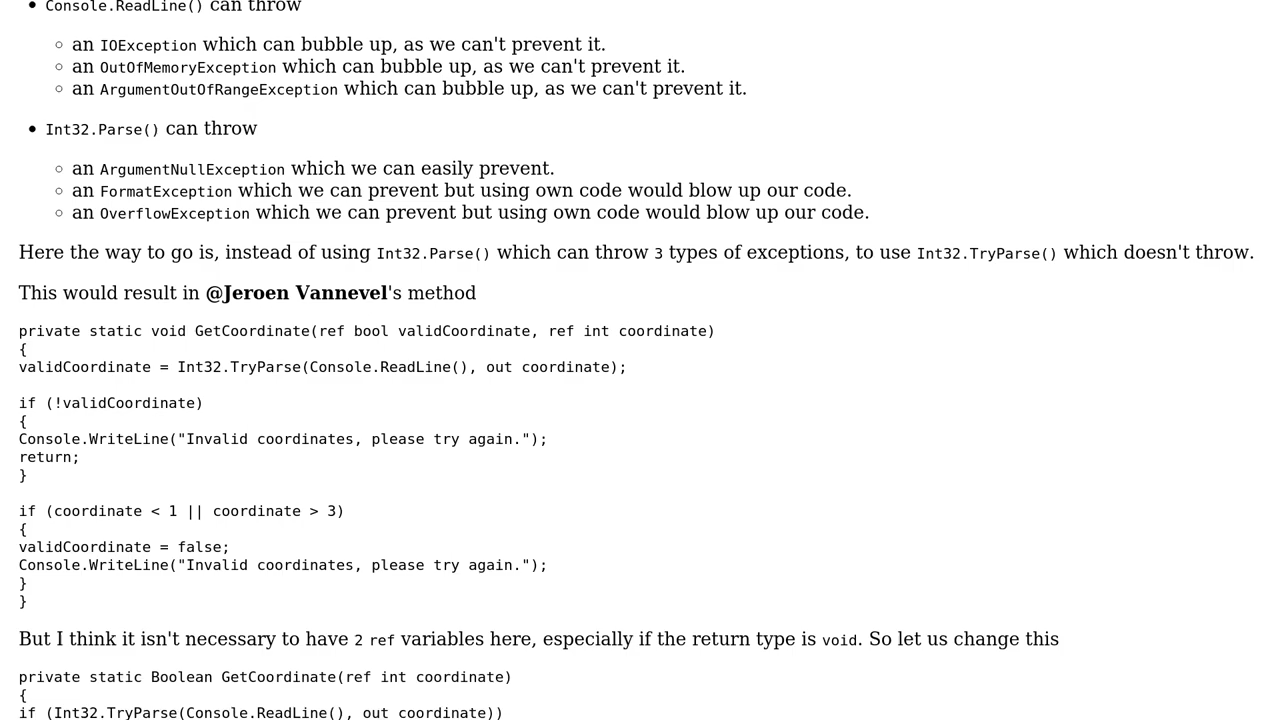 • Console.ReadLine() can throw
◦ an IOException which can bubble up, as we can't prevent it.
◦ an OutOfMemoryException which can bubble up, as we can't prevent it.
◦ an ArgumentOutOfRangeException which can bubble up, as we can't prevent it.
• Int32.Parse() can throw
◦ an ArgumentNullException which we can easily prevent.
◦ an FormatException which we can prevent but using own code would blow up our code.
◦ an OverflowException which we can prevent but using own code would blow up our code.
Here the way to go is, instead of using Int32.Parse() which can throw 3 types of exceptions, to use Int32.TryParse() which doesn't throw.
This would result in @Jeroen Vannevel's method
private static void GetCoordinate(ref bool validCoordinate, ref int coordinate)
{
validCoordinate = Int32.TryParse(Console.ReadLine(), out coordinate);
if (!validCoordinate)
{
Console.WriteLine("Invalid coordinates, please try again.");
return;
}
if (coordinate < 1 || coordinate > 3)
{
validCoordinate = false;
Console.WriteLine("Invalid coordinates, please try again.");
}
}
But I think it isn't necessary to have 2 ref variables here, especially if the return type is void. So let us change this
private static Boolean GetCoordinate(ref int coordinate)
{
if (Int32.TryParse(Console.ReadLine(), out coordinate))